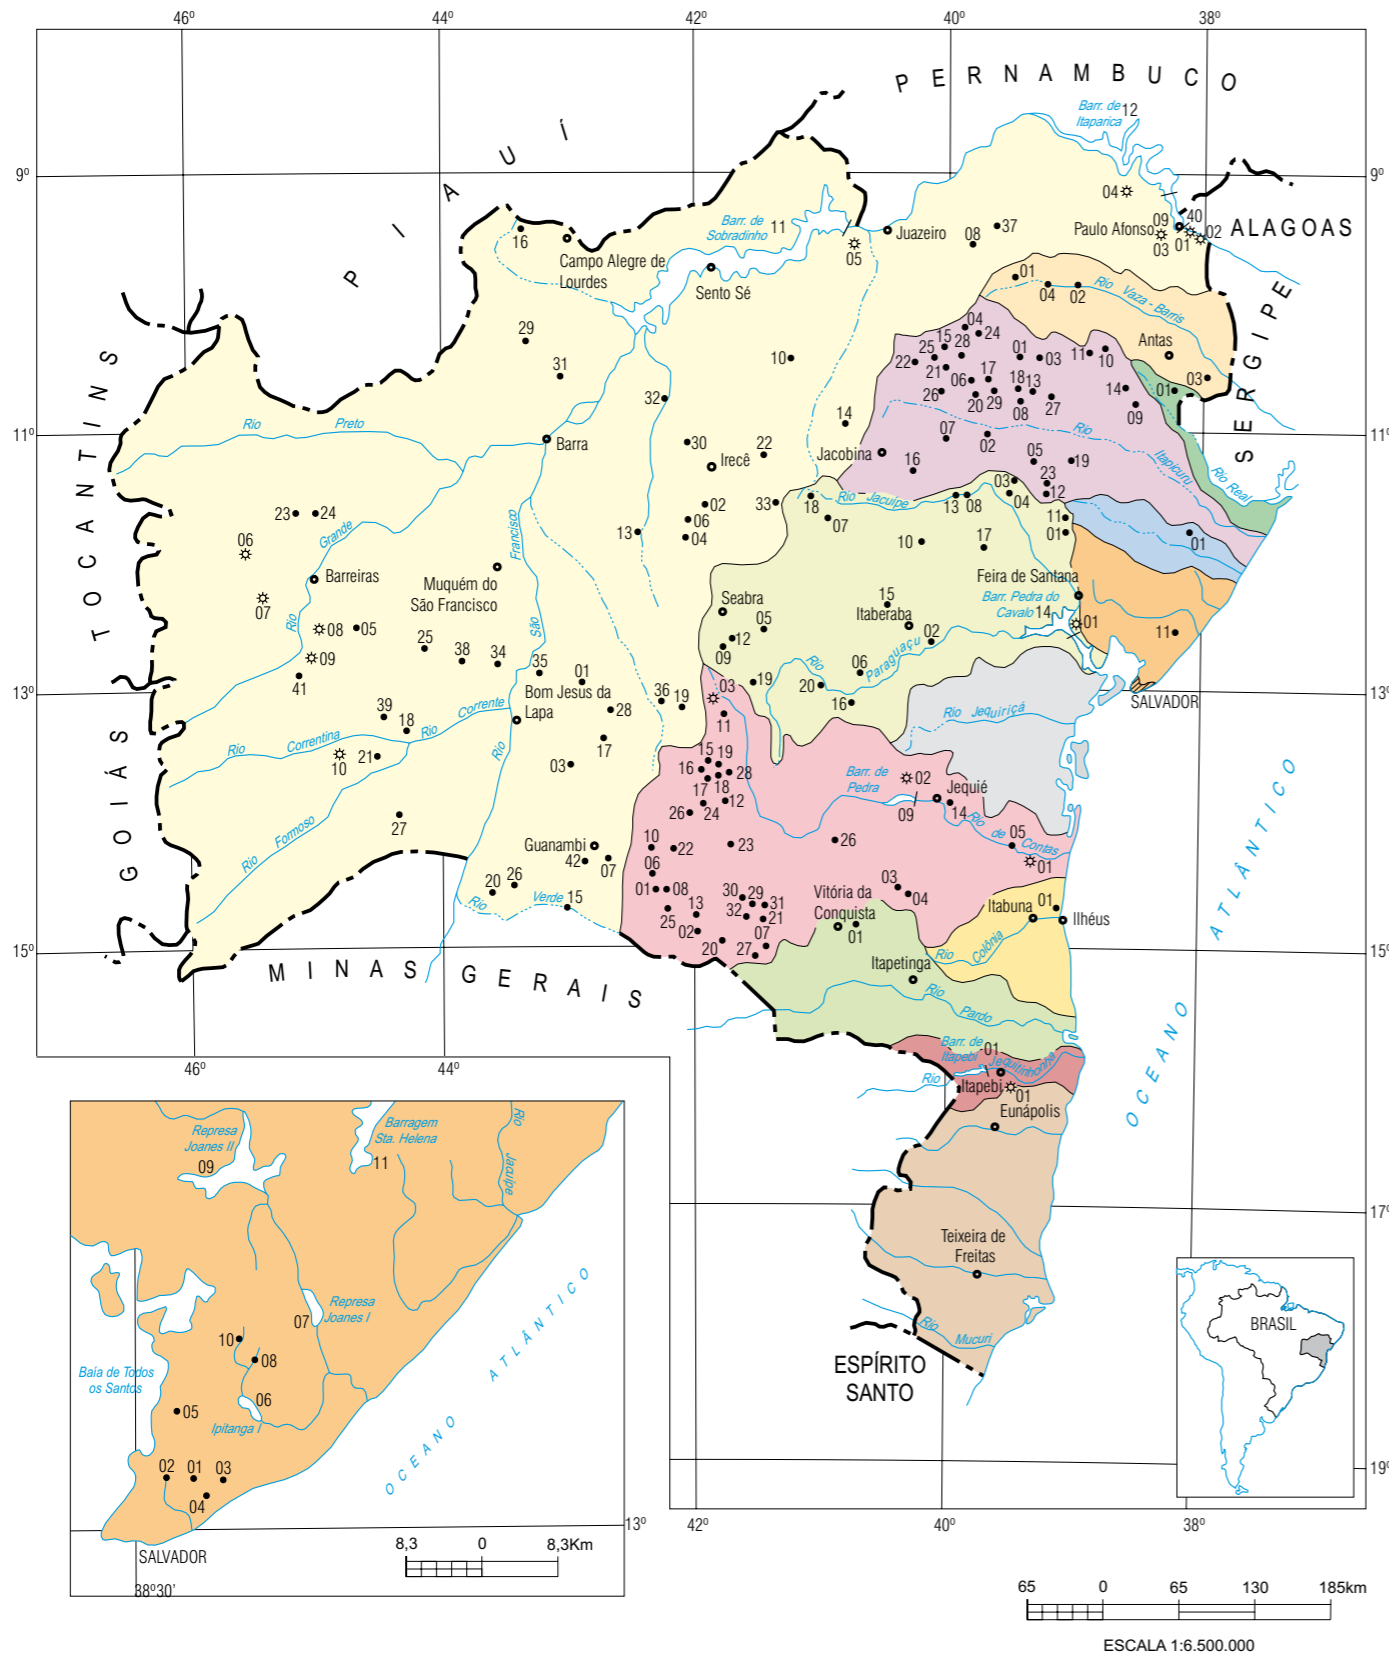 46º
44º
42º
40º
38º
PERNAMBUCO
Barr. de
Itaparica
12
PIAUÍ
9º
9º
04
ALAGOAS
09
40
Paulo Afonso
01
02
03
16
Campo Alegre de
Lourdes
Barr. de
Sobradinho
11
05
Juazeiro
08
37
Sento Sé
01
04
02
Rio Vaza - Barris
SERGIPE
Antas
03
01
29
31
32
10
14
04
24
15
28
25
22
21
01
03
11
10
17
06
18
13
14
26
20
29
08
27
09
TOCANTINS
11º
11º
Rio Preto
Barra
30
Irecê
22
Jacobina
07
02
Rio Itapicuru
05
19
16
23
12
Rio Real
23
24
Rio Grande
06
02
06
04
13
33
18
07
Rio Jacuípe
13
08
03
04
11
01
01
10
17
São Francisco
Barreiras
Muquém do
São Francisco
07
08
05
09
25
38
34
35
01
41
Feira de Santana
Barr. Pedra do
Cavalo
14
01
11
Seabra
05
12
09
15
Itaberaba
02
Rio Paraguaçu
06
19
20
16
13º
13º
SALVADOR
39
18
Rio Corrente
Bom Jesus da
Lapa
28
36
19
03
11
Rio Jequiriçá
Rio Correntina
10
21
17
03
GOIÁS
15
19
16
28
17
18
12
26
24
Barr. de
Pedra
02
09
Jequié
14
Rio de Contas
05
01
27
Rio Formoso
Rio
Guanambi
42
07
10
22
23
26
06
01
08
03
04
20
26
Rio Verde
15
25
13
02
20
30
29
31
32
21
07
27
Vitória da
Conquista
01
Itabuna
01
Ilhéus
Rio Colônia
15º
15º
MINAS GERAIS
Itapetinga
Rio Pardo
OCEANO ATLÂNTICO
Barr. de
Itapebi
01
Rio Jequitinhonha
Itapebi
01
Eunápolis
46º
44º
17º
Teixeira de
Freitas
Rio Mucuri
ESPÍRITO
SANTO
BRASIL
19º
42º
40º
38º
Represa
Joanes II
09
Barragem
Sta. Helena
11
Rio Jacuípe
Represa
Joanes I
07
10
08
Baía de Todos
os Santos
06
Ipitanga I
05
02
01
03
04
OCEANO ATLÂNTICO
13º
SALVADOR
38º30'
8,3
0
8,3Km
65
0
65
130
185km
ESCALA 1:6.500.000